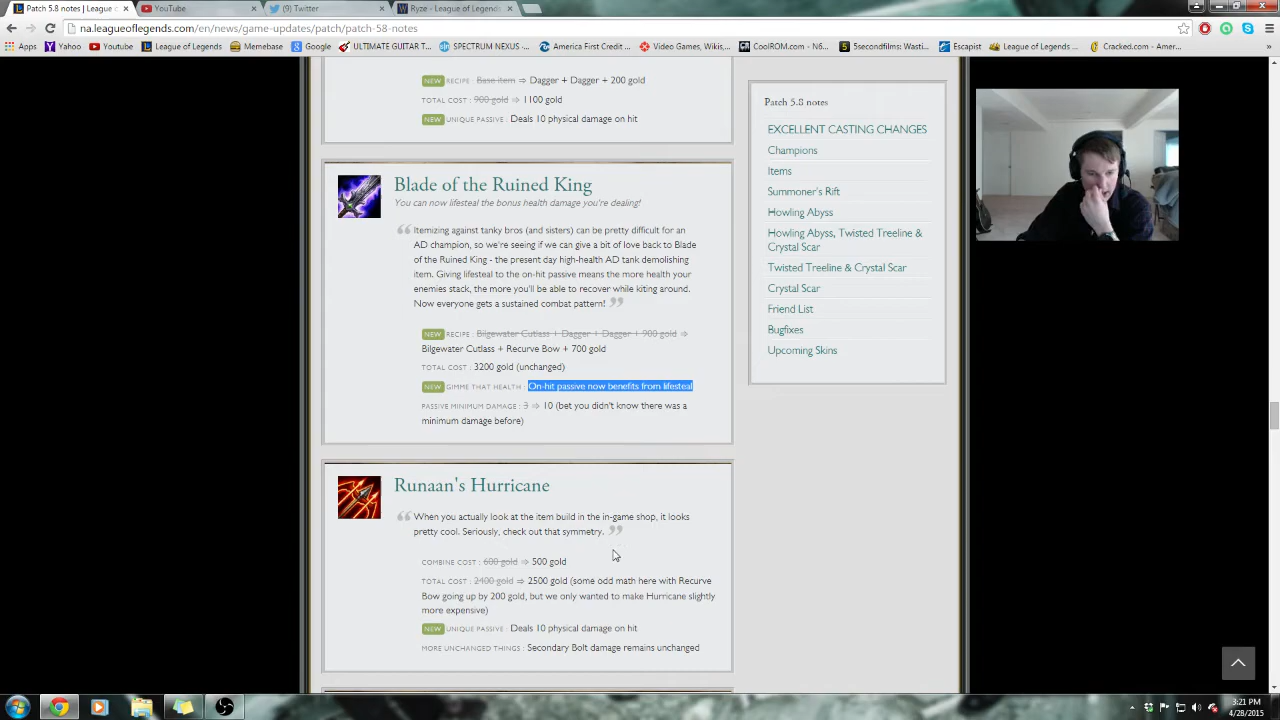 Patch 5.8 notes | League o
YouTube
(9) Twitter
Ryze - League of Legends
na.leagueoflegends.com/en/news/game-updates/patch/patch-58-notes
Apps
Yahoo
Youtube
League of Legends
Memebase
Google
ULTIMATE GUITAR T...
SPECTRUM NEXUS -...
America First Credit ...
Video Games, Wikis,...
CoolROM.com - N6...
5secondfilms: Wasti...
Escapist
League of Legends ...
Cracked.com - Amer...
NEW RECIPE : Base item ⇒ Dagger + Dagger + 200 gold
TOTAL COST : 900 gold ⇒ 1100 gold
NEW UNIQUE PASSIVE : Deals 10 physical damage on hit
Blade of the Ruined King
You can now lifesteal the bonus health damage you're dealing!
Itemizing against tanky bros (and sisters) can be pretty difficult for an
AD champion, so we're seeing if we can give a bit of love back to Blade
of the Ruined King - the present day high-health AD tank demolishing
item. Giving lifesteal to the on-hit passive means the more health your
enemies stack, the more you'll be able to recover while kiting around.
Now everyone gets a sustained combat pattern!
NEW RECIPE : Bilgewater Cutlass + Dagger + Dagger + 900 gold ⇒
Bilgewater Cutlass + Recurve Bow + 700 gold
TOTAL COST : 3200 gold (unchanged)
NEW GIMME THAT HEALTH : On-hit passive now benefits from lifesteal
PASSIVE MINIMUM DAMAGE : 3 ⇒ 10 (bet you didn't know there was a
minimum damage before)
Runaan's Hurricane
When you actually look at the item build in the in-game shop, it looks
pretty cool. Seriously, check out that symmetry.
COMBINE COST : 600 gold ⇒ 500 gold
TOTAL COST : 2400 gold ⇒ 2500 gold (some odd math here with Recurve
Bow going up by 200 gold, but we only wanted to make Hurricane slightly
more expensive)
NEW UNIQUE PASSIVE : Deals 10 physical damage on hit
MORE UNCHANGED THINGS : Secondary Bolt damage remains unchanged
Patch 5.8 notes
EXCELLENT CASTING CHANGES
Champions
Items
Summoner's Rift
Howling Abyss
Howling Abyss, Twisted Treeline &
Crystal Scar
Twisted Treeline & Crystal Scar
Crystal Scar
Friend List
Bugfixes
Upcoming Skins
3:21 PM
4/28/2015